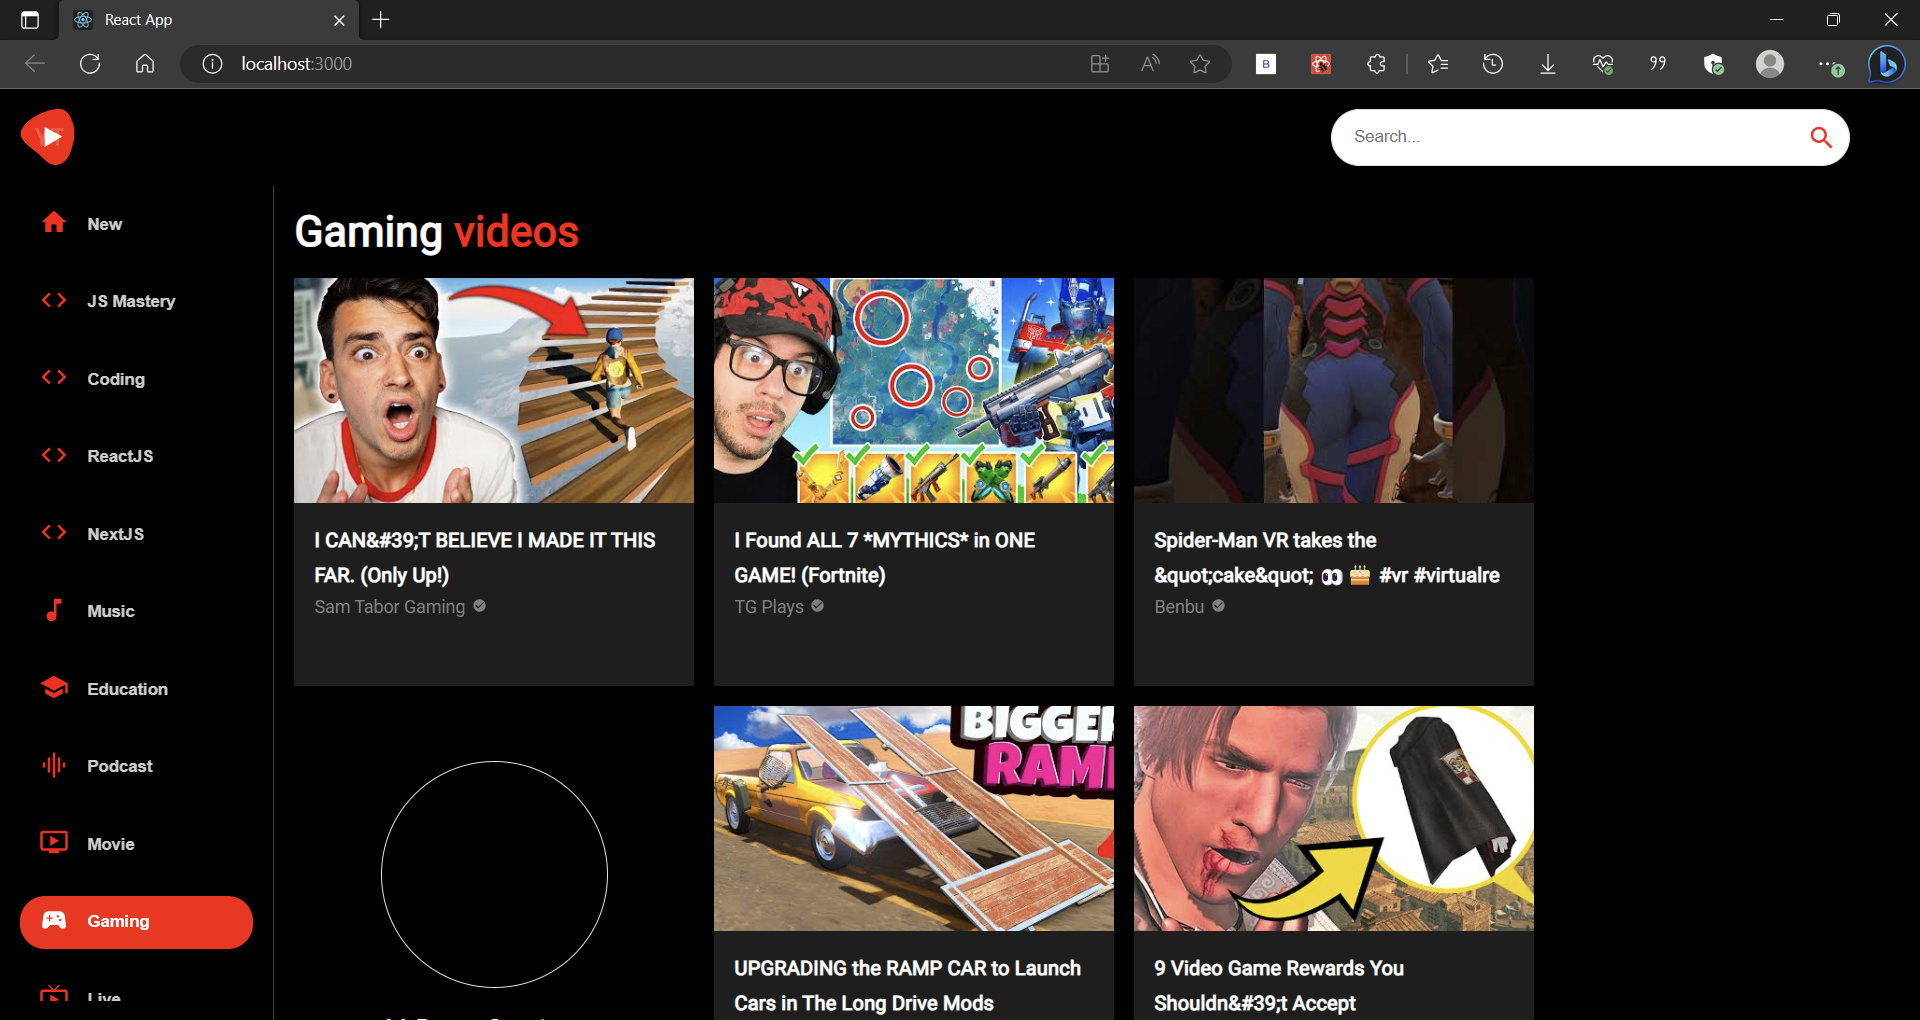 React App
localhost:3000
Search...
New
JS Mastery
Coding
ReactJS
NextJS
Music
Education
Podcast
Movie
Gaming
Live
Gaming videos
I CAN&#39;T BELIEVE I MADE IT THIS
FAR. (Only Up!)
Sam Tabor Gaming
I Found ALL 7 *MYTHICS* in ONE
GAME! (Fortnite)
TG Plays
Spider-Man VR takes the
&quot;cake&quot; 👀 🎂 #vr #virtualre
Benbu
BIGGER
RAM
UPGRADING the RAMP CAR to Launch
Cars in The Long Drive Mods
9 Video Game Rewards You
Shouldn&#39;t Accept